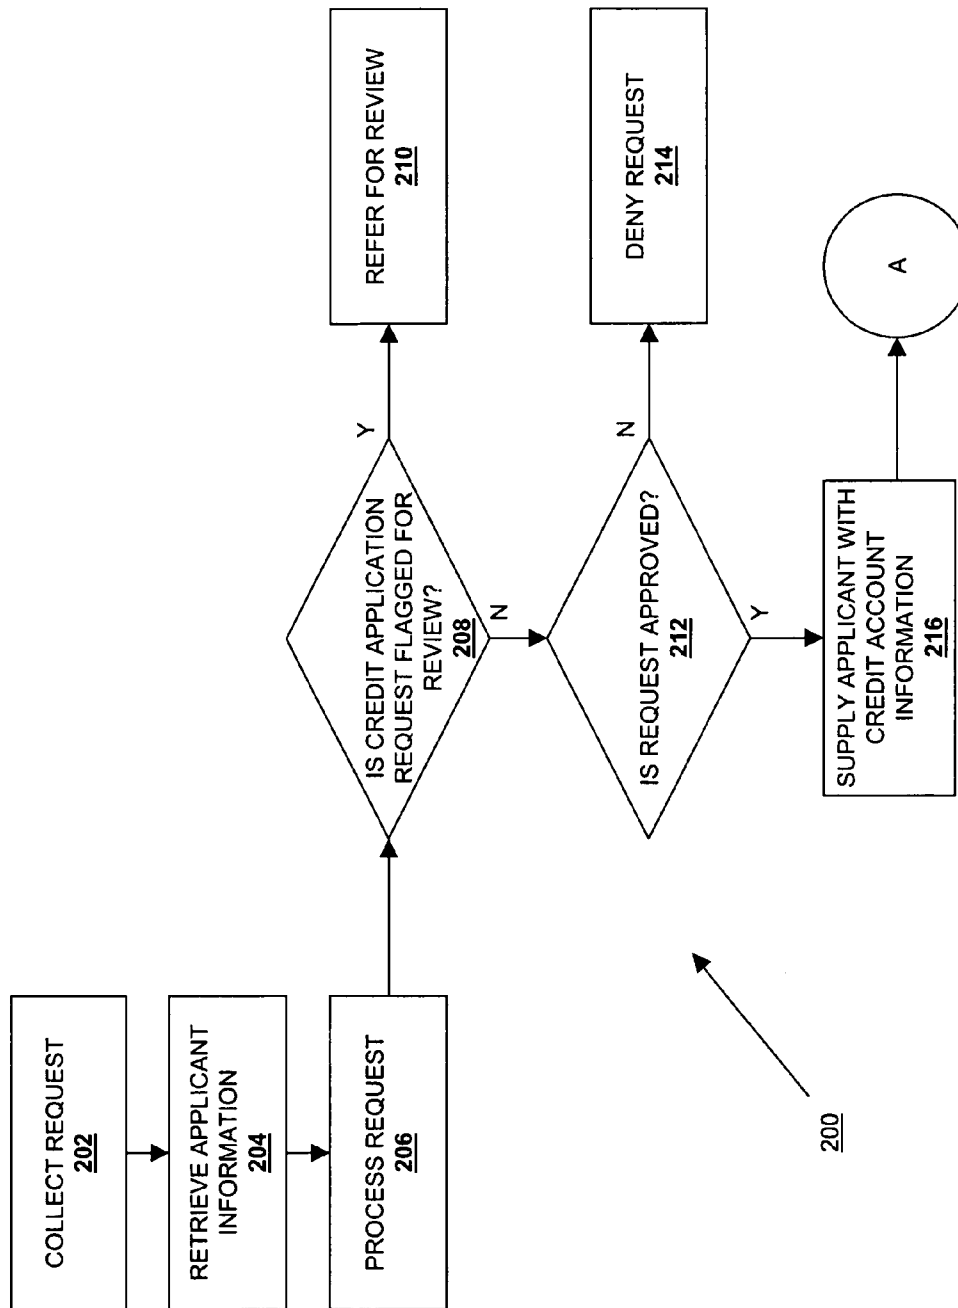 COLLECT REQUEST
202
RETRIEVE APPLICANT
INFORMATION
204
PROCESS REQUEST
206
IS CREDIT APPLICATION
REQUEST FLAGGED FOR
REVIEW?
208
Y
REFER FOR REVIEW
210
N
IS REQUEST APPROVED?
212
N
DENY REQUEST
214
Y
SUPPLY APPLICANT WITH
CREDIT ACCOUNT
INFORMATION
216
A
200